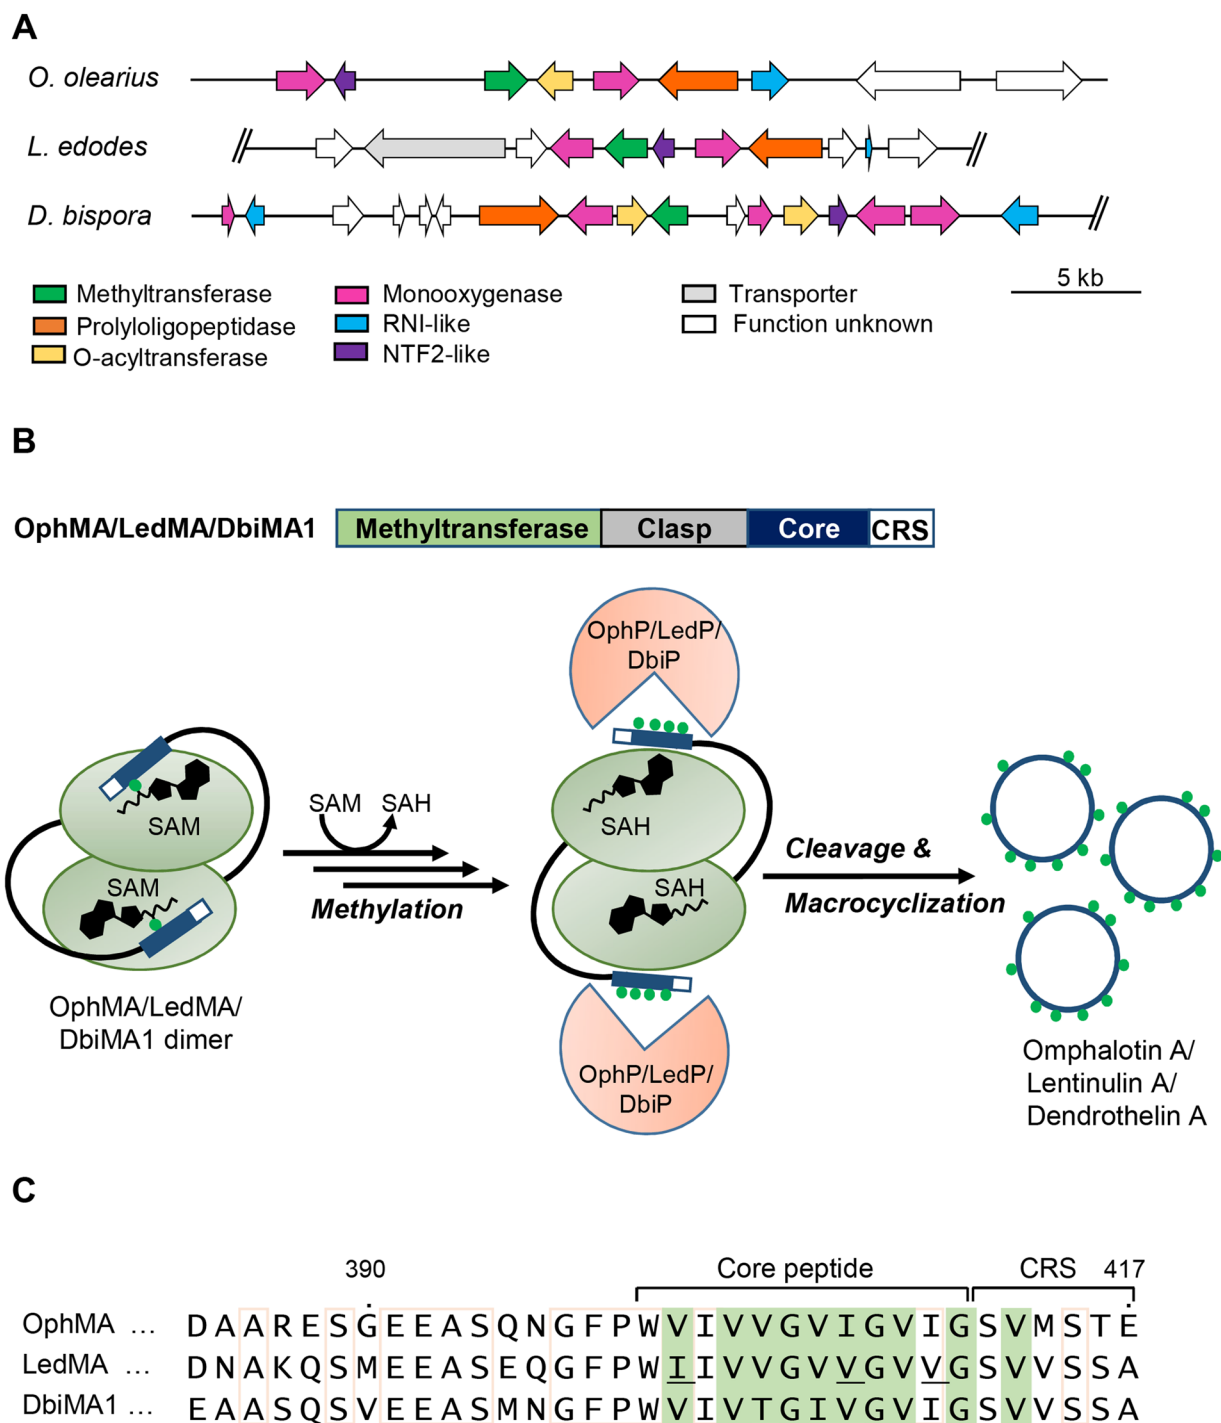 A
O. olearius
L. edodes
D. bispora
5 kb
Methyltransferase
Monooxygenase
Transporter
Prolyloligopeptidase
RNI-like
Function unknown
O-acyltransferase
NTF2-like
B
OphMA/LedMA/DbiMA1
Methyltransferase
Clasp
Core
CRS
OphP/LedP/
DbiP
SAM
SAM
OphMA/LedMA/
DbiMA1 dimer
SAM
SAH
Methylation
SAH
SAH
OphP/LedP/
DbiP
Cleavage &
Macrocyclization
Omphalotin A/
Lentinulin A/
Dendrothelin A
C
390
Core peptide
CRS
417
OphMA ... DAARESGEEASQNGFPWVIVVGVIGVIGSVMSTE
LedMA ... DNAKQSMEEASEQGFPWIIVVGVVGVVGSVVSSA
DbiMA1 ... EAASQSVEEASMNGFPWVIVTGIVGVIGSVVSSA